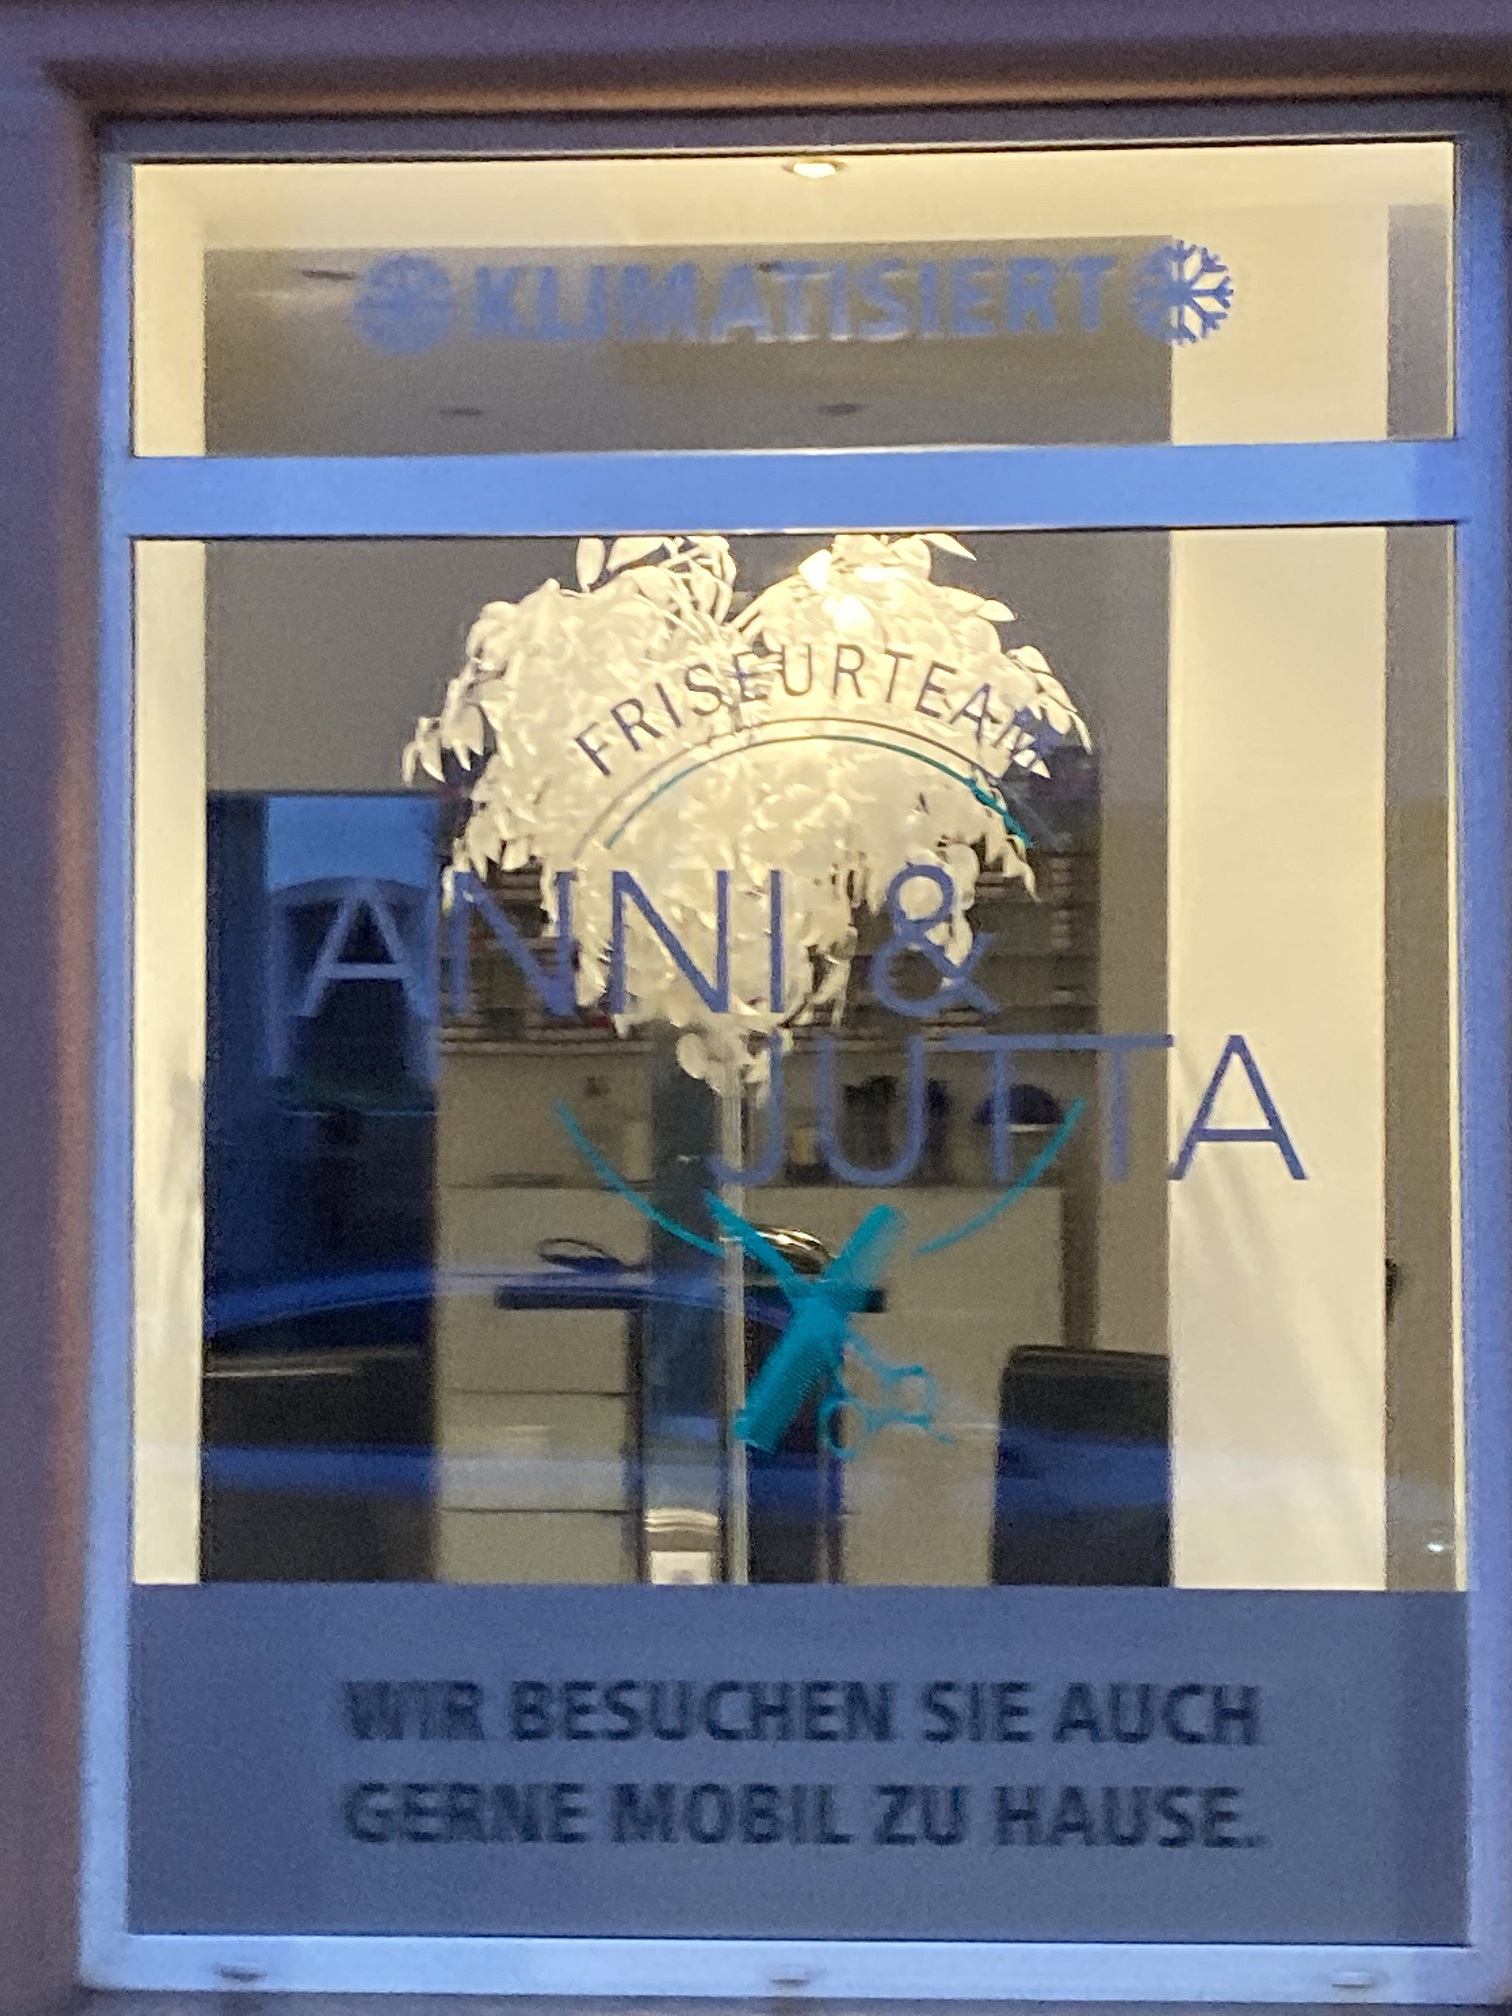 KLIMATISIERT
FRISEURTEAM
ANNI &
JUTTA
WIR BESUCHEN SIE AUCH
GERNE MOBIL ZU HAUSE.